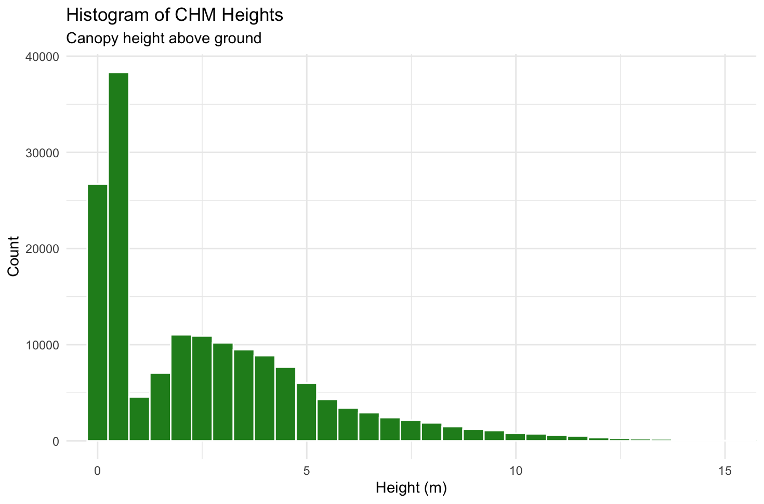 Histogram of CHM Heights
Canopy height above ground
40000
30000
20000
10000
0
Count
0 5 10 15
Height (m)